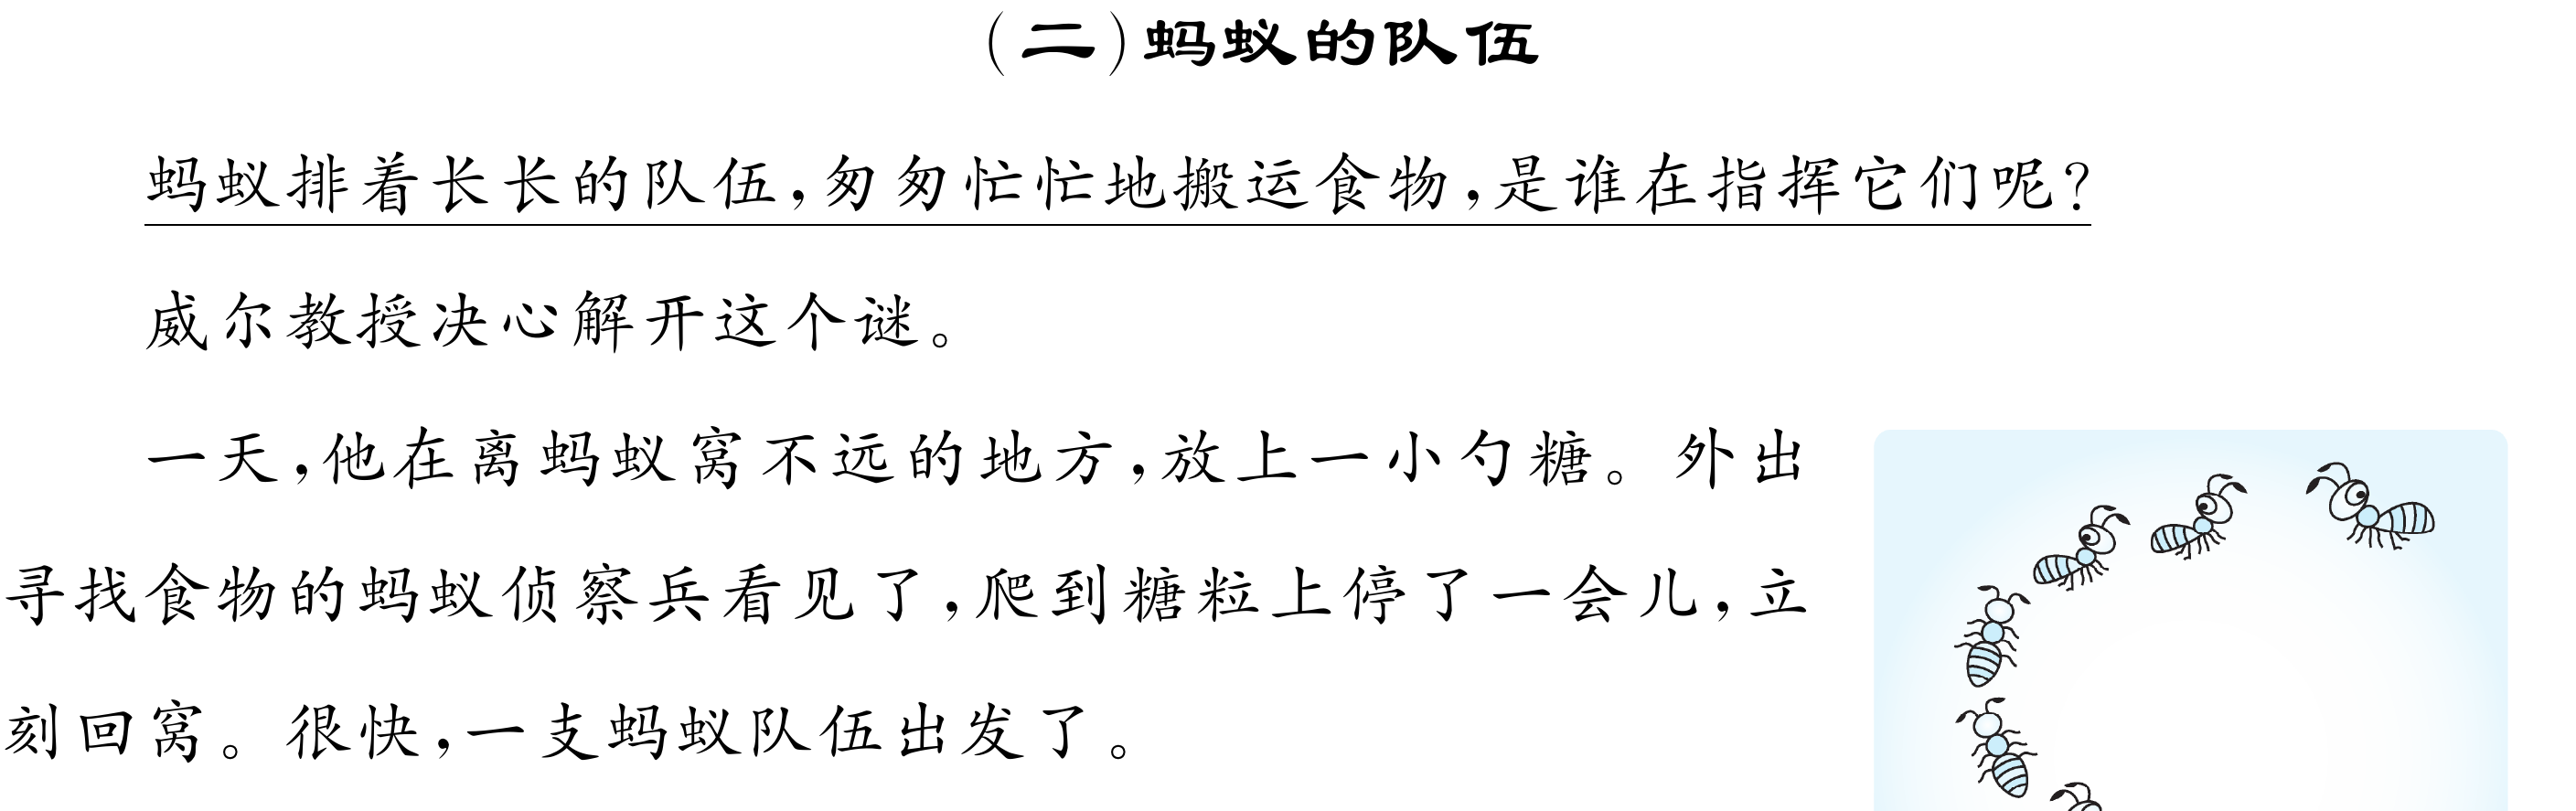 （二）蚂蚁的队伍
蚂蚁排着长长的队伍，匆匆忙忙地搬运食物，是谁在指挥它们呢？
威尔教授决心解开这个谜。
一天，他在离蚂蚁窝不远的地方，放上一小勺糖。外出
寻找食物的蚂蚁侦察兵看见了，爬到糖粒上停了一会儿，立
刻回窝。很快，一支蚂蚁队伍出发了。